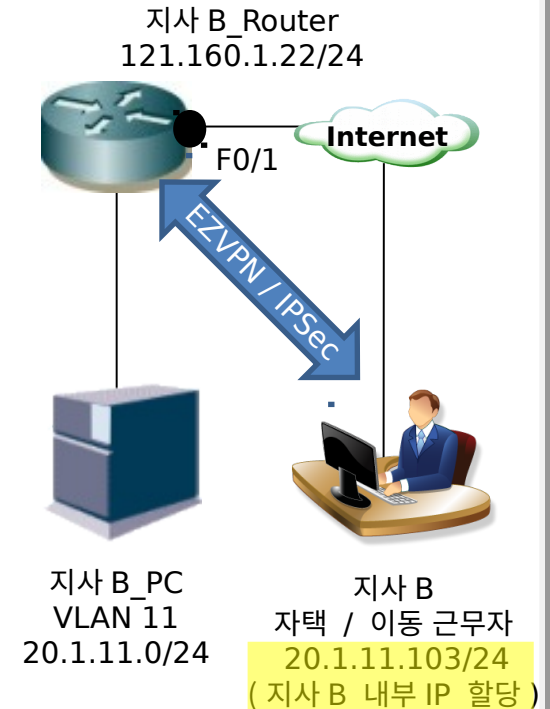 지사 B_Router
121.160.1.22/24
Internet
F0/1
EZVPN / IPSec
지사 B_PC
VLAN 11
20.1.11.0/24
지사 B
자택 / 이동 근무자
20.1.11.103/24
( 지사 B 내부 IP 할당 )